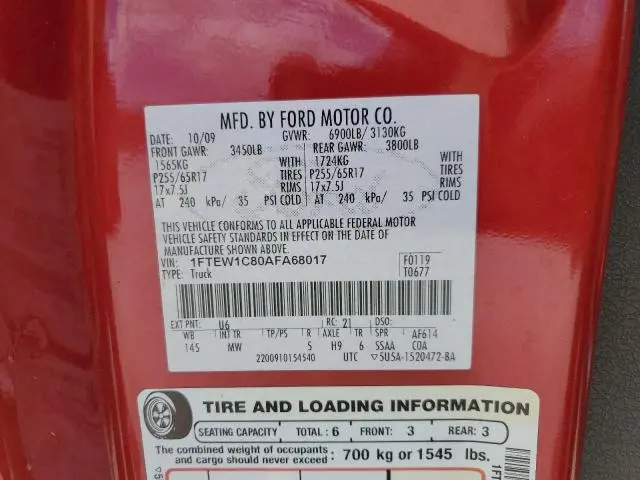 MFD. BY FORD MOTOR CO.
DATE: 10/09 GVWR: 6900LB/ 3130KG
FRONT GAWR: 3450LB REAR GAWR: 3800LB
1565KG WITH 1724KG WITH
P255/65R17 TIRES P255/65R17 TIRES
17x7.5J RIMS 17x7.5J RIMS
AT 240 kPa/ 35 PSI COLD AT 240 kPa/ 35 PSI COLD
THIS VEHICLE CONFORMS TO ALL APPLICABLE FEDERAL MOTOR
VEHICLE SAFETY STANDARDS IN EFFECT ON THE DATE OF
MANUFACTURE SHOWN ABOVE.
VIN: 1FTEW1C80AFA68017 F0119
TYPE: Truck T0677
EXT PNT: U6 RC: 21 DSO:
WB INT TR TP/PS R AXLE TR SPR AF614
145 MW 5 H9 6 SSAA COA
2200910154540 UTC ▽5U5A-1520472-BA
TIRE AND LOADING INFORMATION
SEATING CAPACITY TOTAL: 6 FRONT: 3 REAR: 3
The combined weight of occupants
and cargo should never exceed: 700 kg or 1545 lbs.
1FT